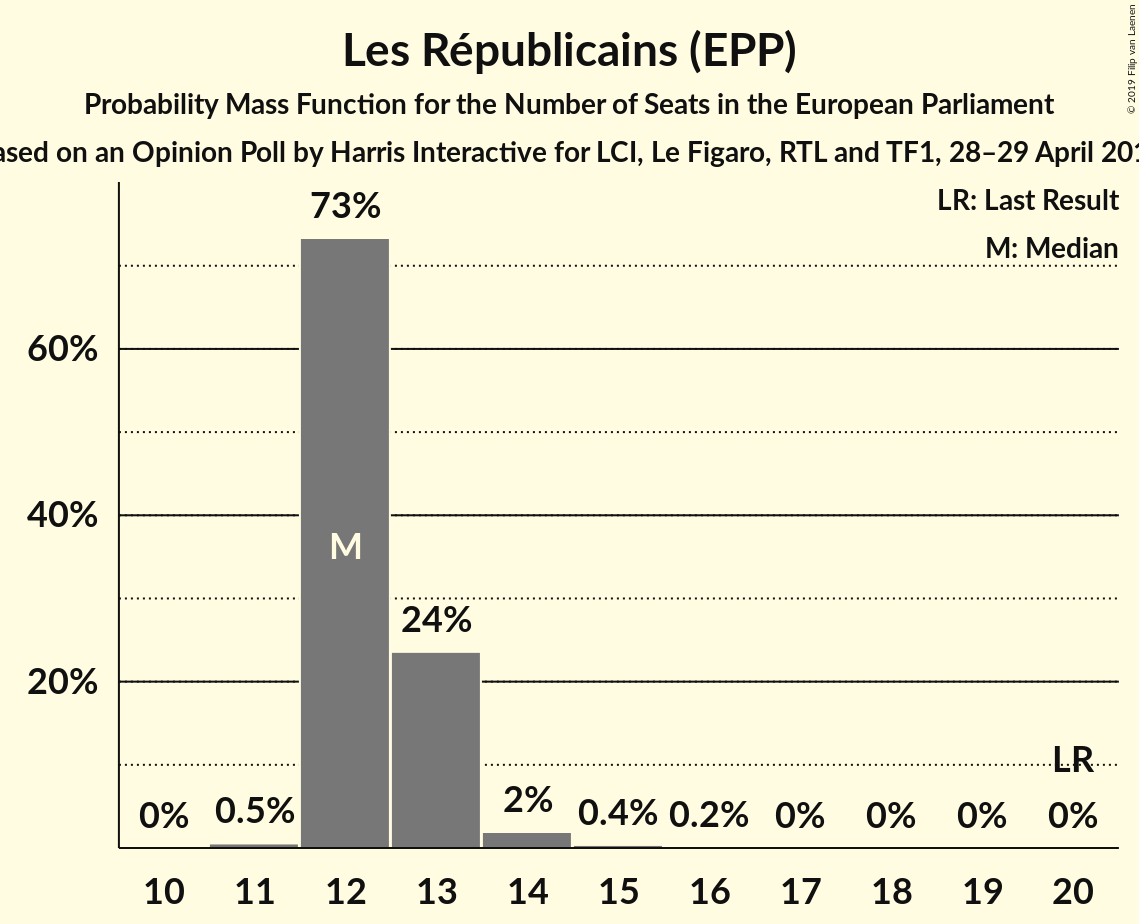 Les Républicains (EPP)
Probability Mass Function for the Number of Seats in the European Parliament
on an Opinion Poll by Harris Interactive for LCI, Le Figaro, RTL and TF1, 28–29 April
© 2019 Filip van Laenen
LR: Last Result
M: Median
73%
60%
40%
M
24%
20%
LR
0% 0.5% 2% 0.4% 0.2% 0% 0% 0% 0%
10 11 12 13 14 15 16 17 18 19 20